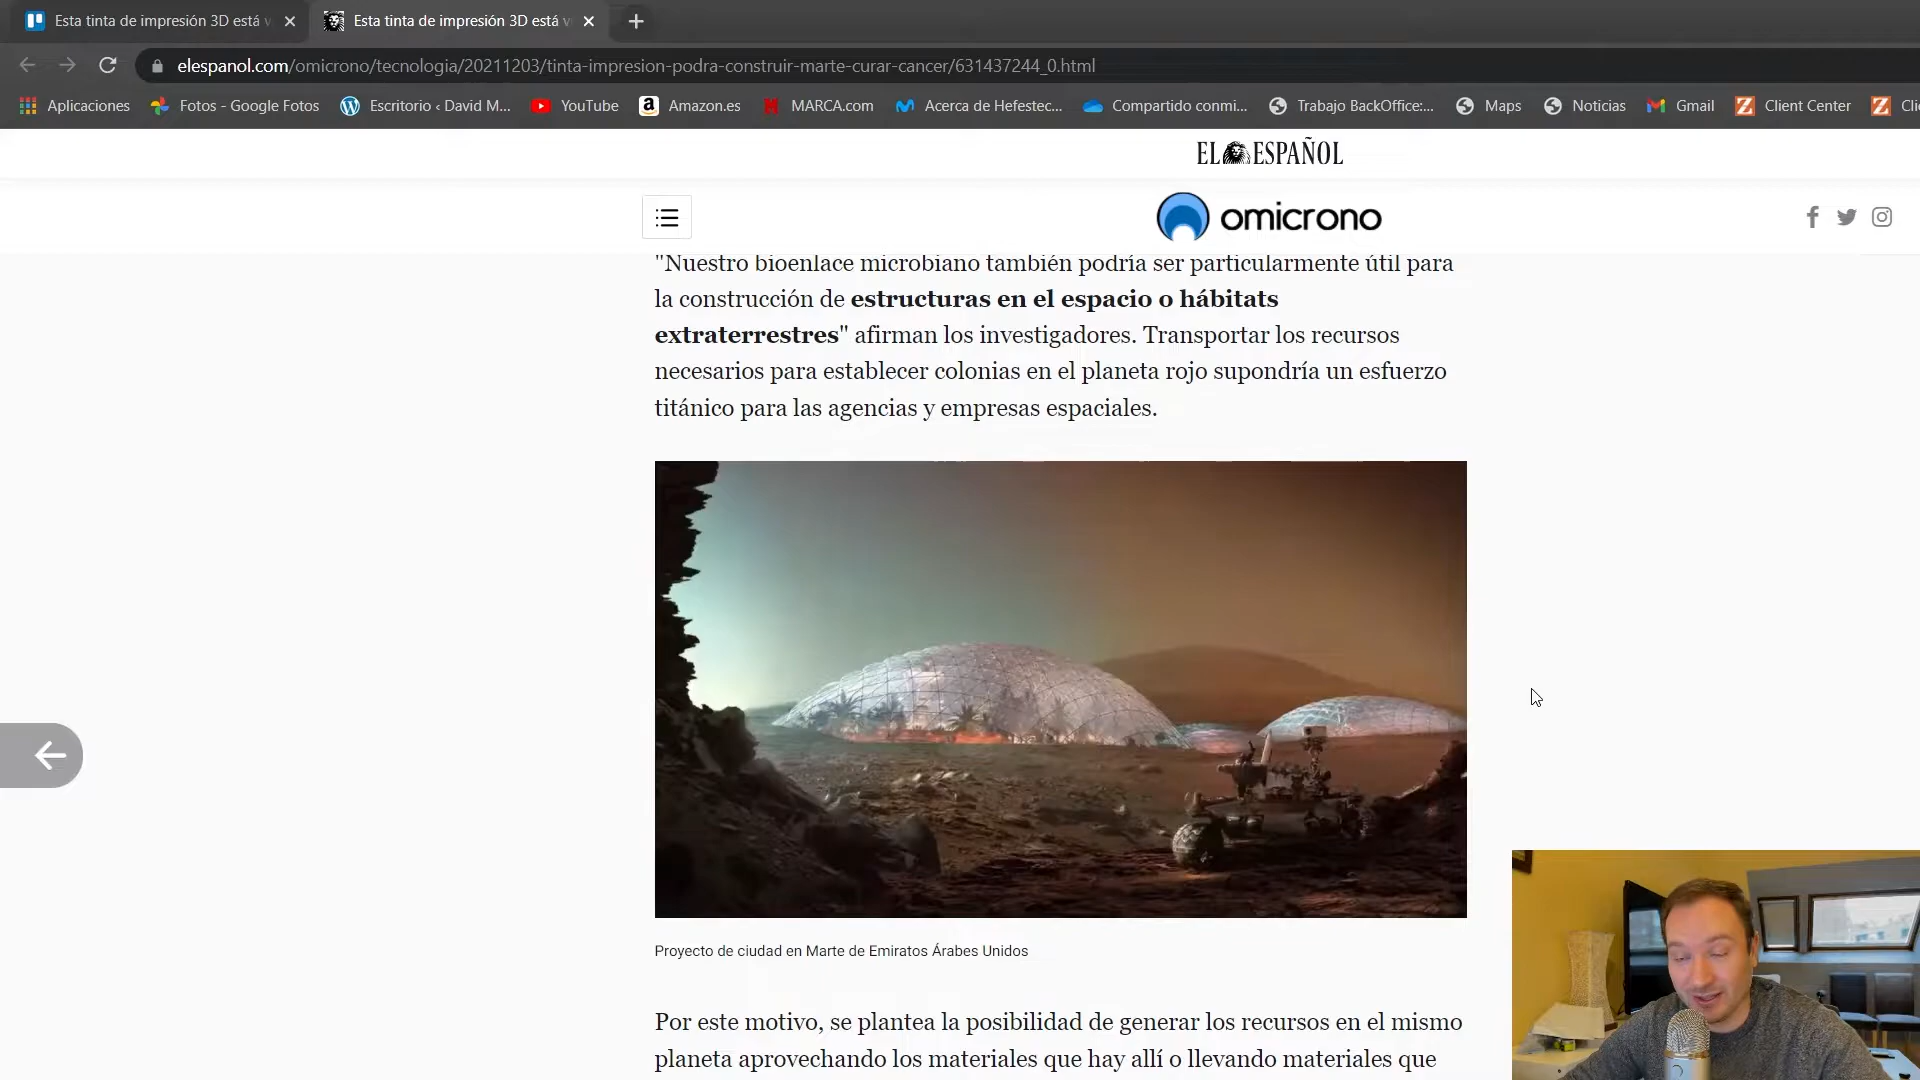 Esta tinta de impresión 3D está v
Esta tinta de impresión 3D está v
elespanol.com/omicrono/tecnologia/20211203/tinta-impresion-podra-construir-marte-curar-cancer/631437244_0.html
Aplicaciones
Fotos - Google Fotos
Escritorio ‹ David M...
YouTube
Amazon.es
MARCA.com
Acerca de Hefestec...
Compartido conmi...
Trabajo BackOffice:...
Maps
Noticias
Gmail
Client Center
Clie
EL ESPAÑOL
omicrono
"Nuestro bioenlace microbiano también podría ser particularmente útil para
la construcción de estructuras en el espacio o hábitats
extraterrestres" afirman los investigadores. Transportar los recursos
necesarios para establecer colonias en el planeta rojo supondría un esfuerzo
titánico para las agencias y empresas espaciales.
Proyecto de ciudad en Marte de Emiratos Árabes Unidos
Por este motivo, se plantea la posibilidad de generar los recursos en el mismo
planeta aprovechando los materiales que hay allí o llevando materiales que